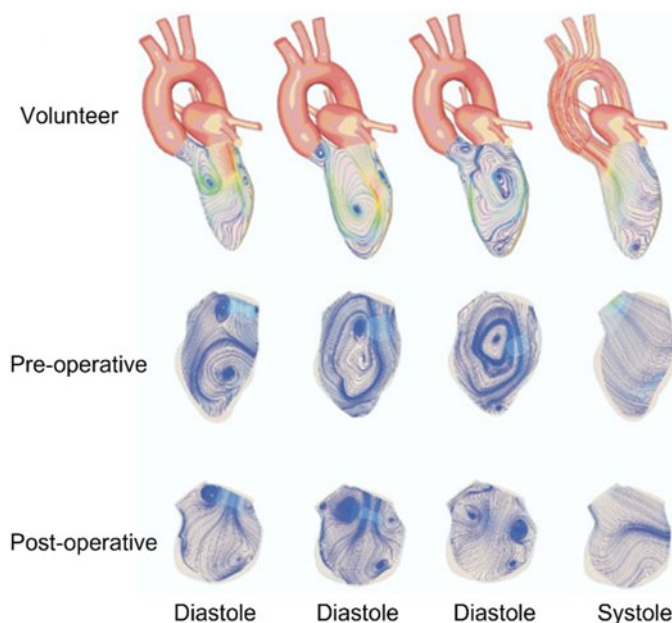 Volunteer
Pre-operative
Post-operative
Diastole Diastole Diastole Systole